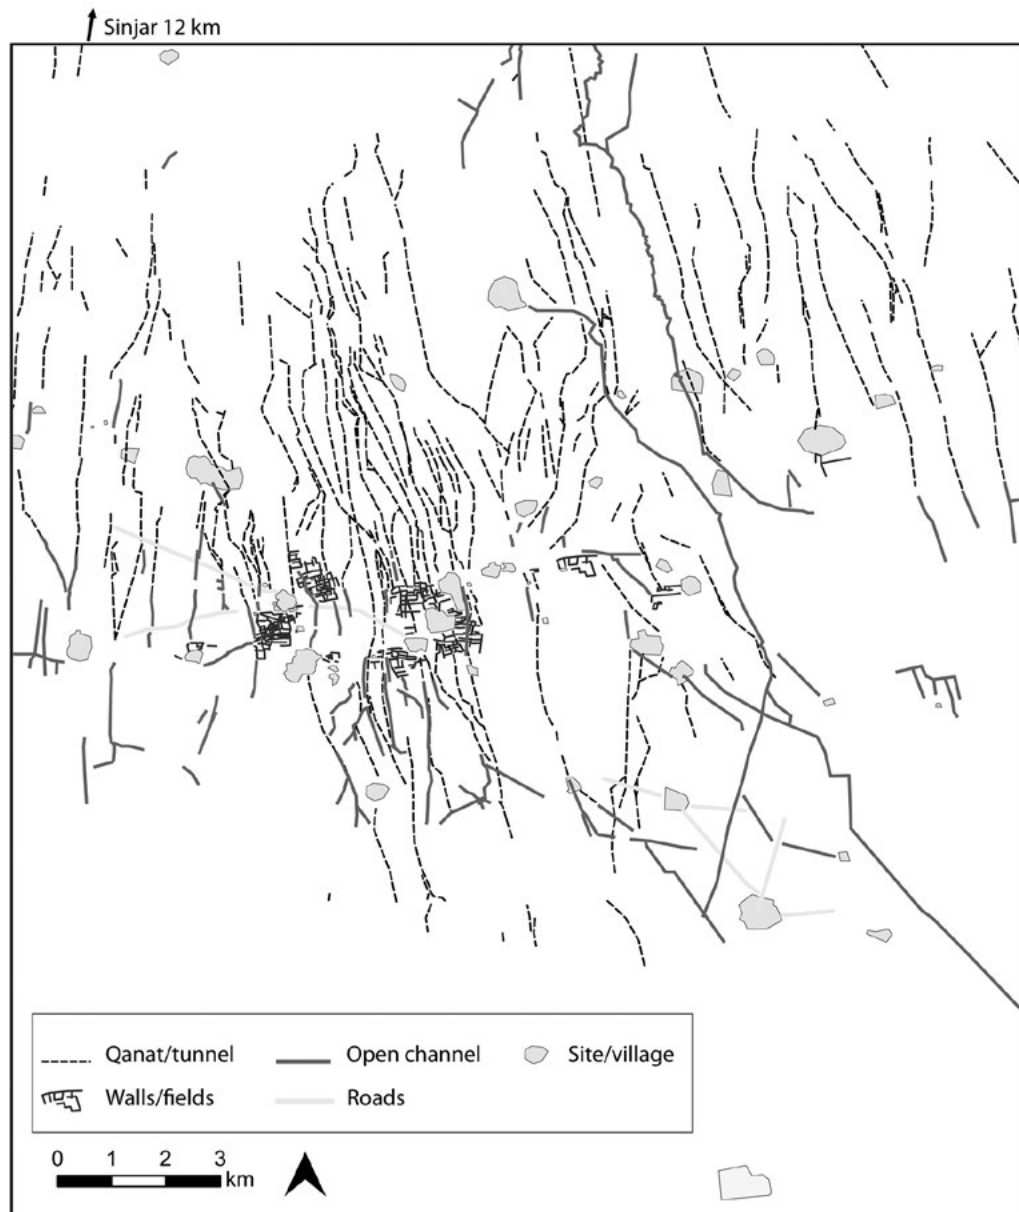 Sinjar 12 km
Qanat/tunnel Open channel Site/village
Walls/fields Roads
0 1 2 3
km